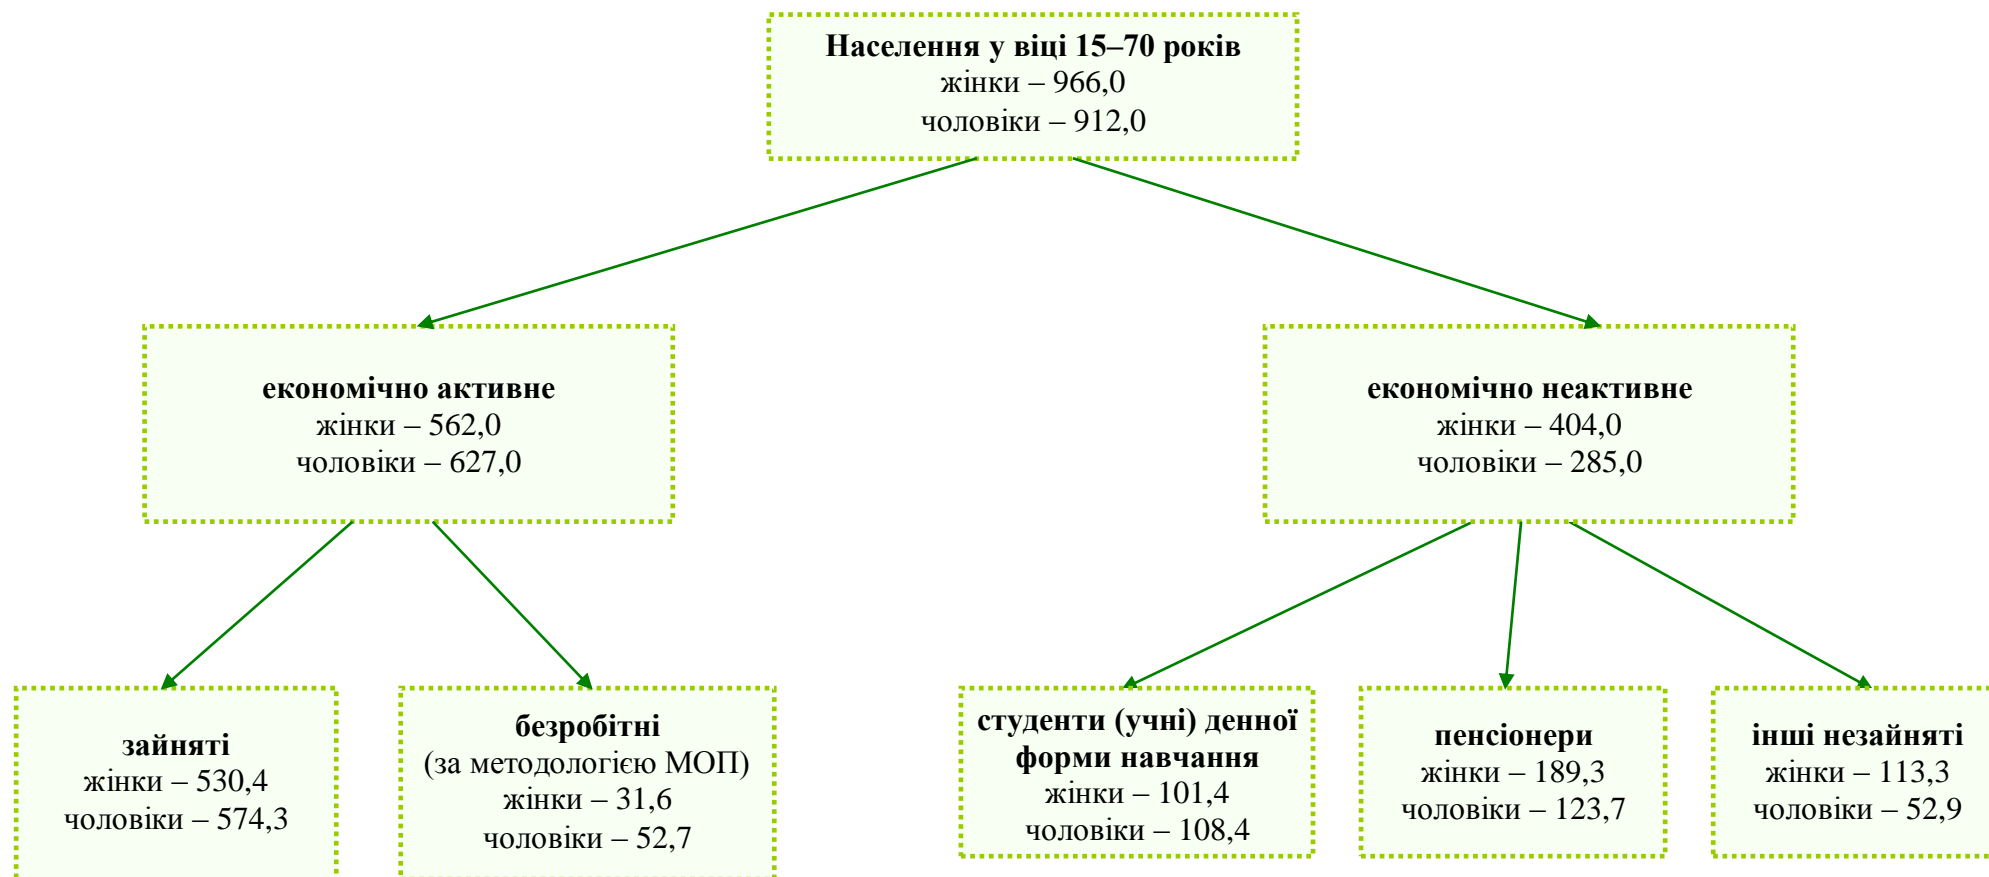 Населення у віці 15–70 років
жінки – 966,0
чоловіки – 912,0
економічно активне
жінки – 562,0
чоловіки – 627,0
економічно неактивне
жінки – 404,0
чоловіки – 285,0
зайняті
жінки – 530,4
чоловіки – 574,3
безробітні
(за методологією МОП)
жінки – 31,6
чоловіки – 52,7
студенти (учні) денної
форми навчання
жінки – 101,4
чоловіки – 108,4
пенсіонери
жінки – 189,3
чоловіки – 123,7
інші незайняті
жінки – 113,3
чоловіки – 52,9